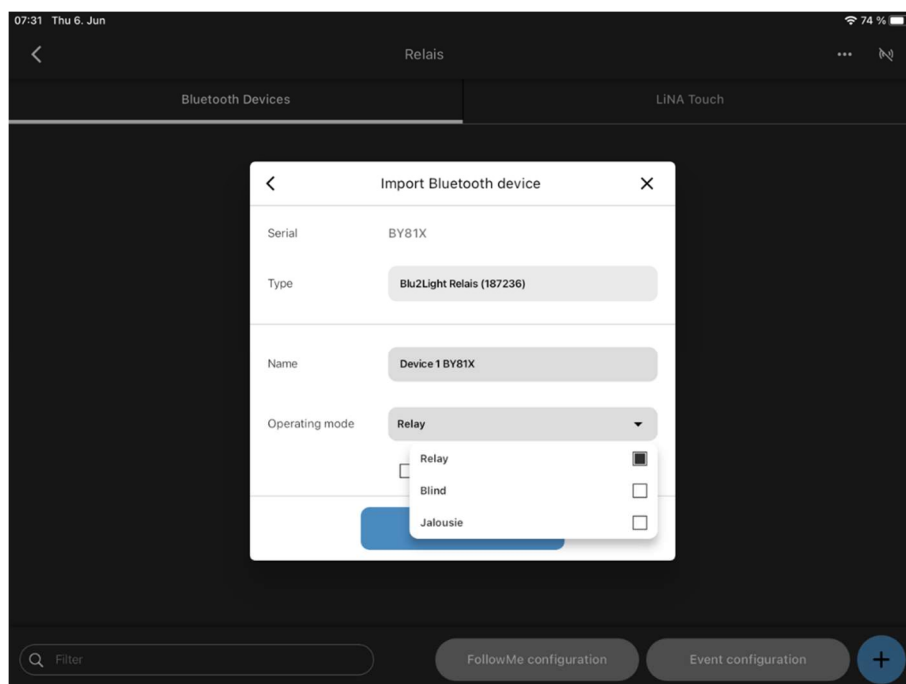 07:31 Thu 6. Jun 74 %
Relais
Bluetooth Devices LiNA Touch
Import Bluetooth device
Serial BY81X
Type Blu2Light Relais (187236)
Name Device 1 BY81X
Operating mode Relay
Relay
Blind
Jalousie
Filter FollowMe configuration Event configuration